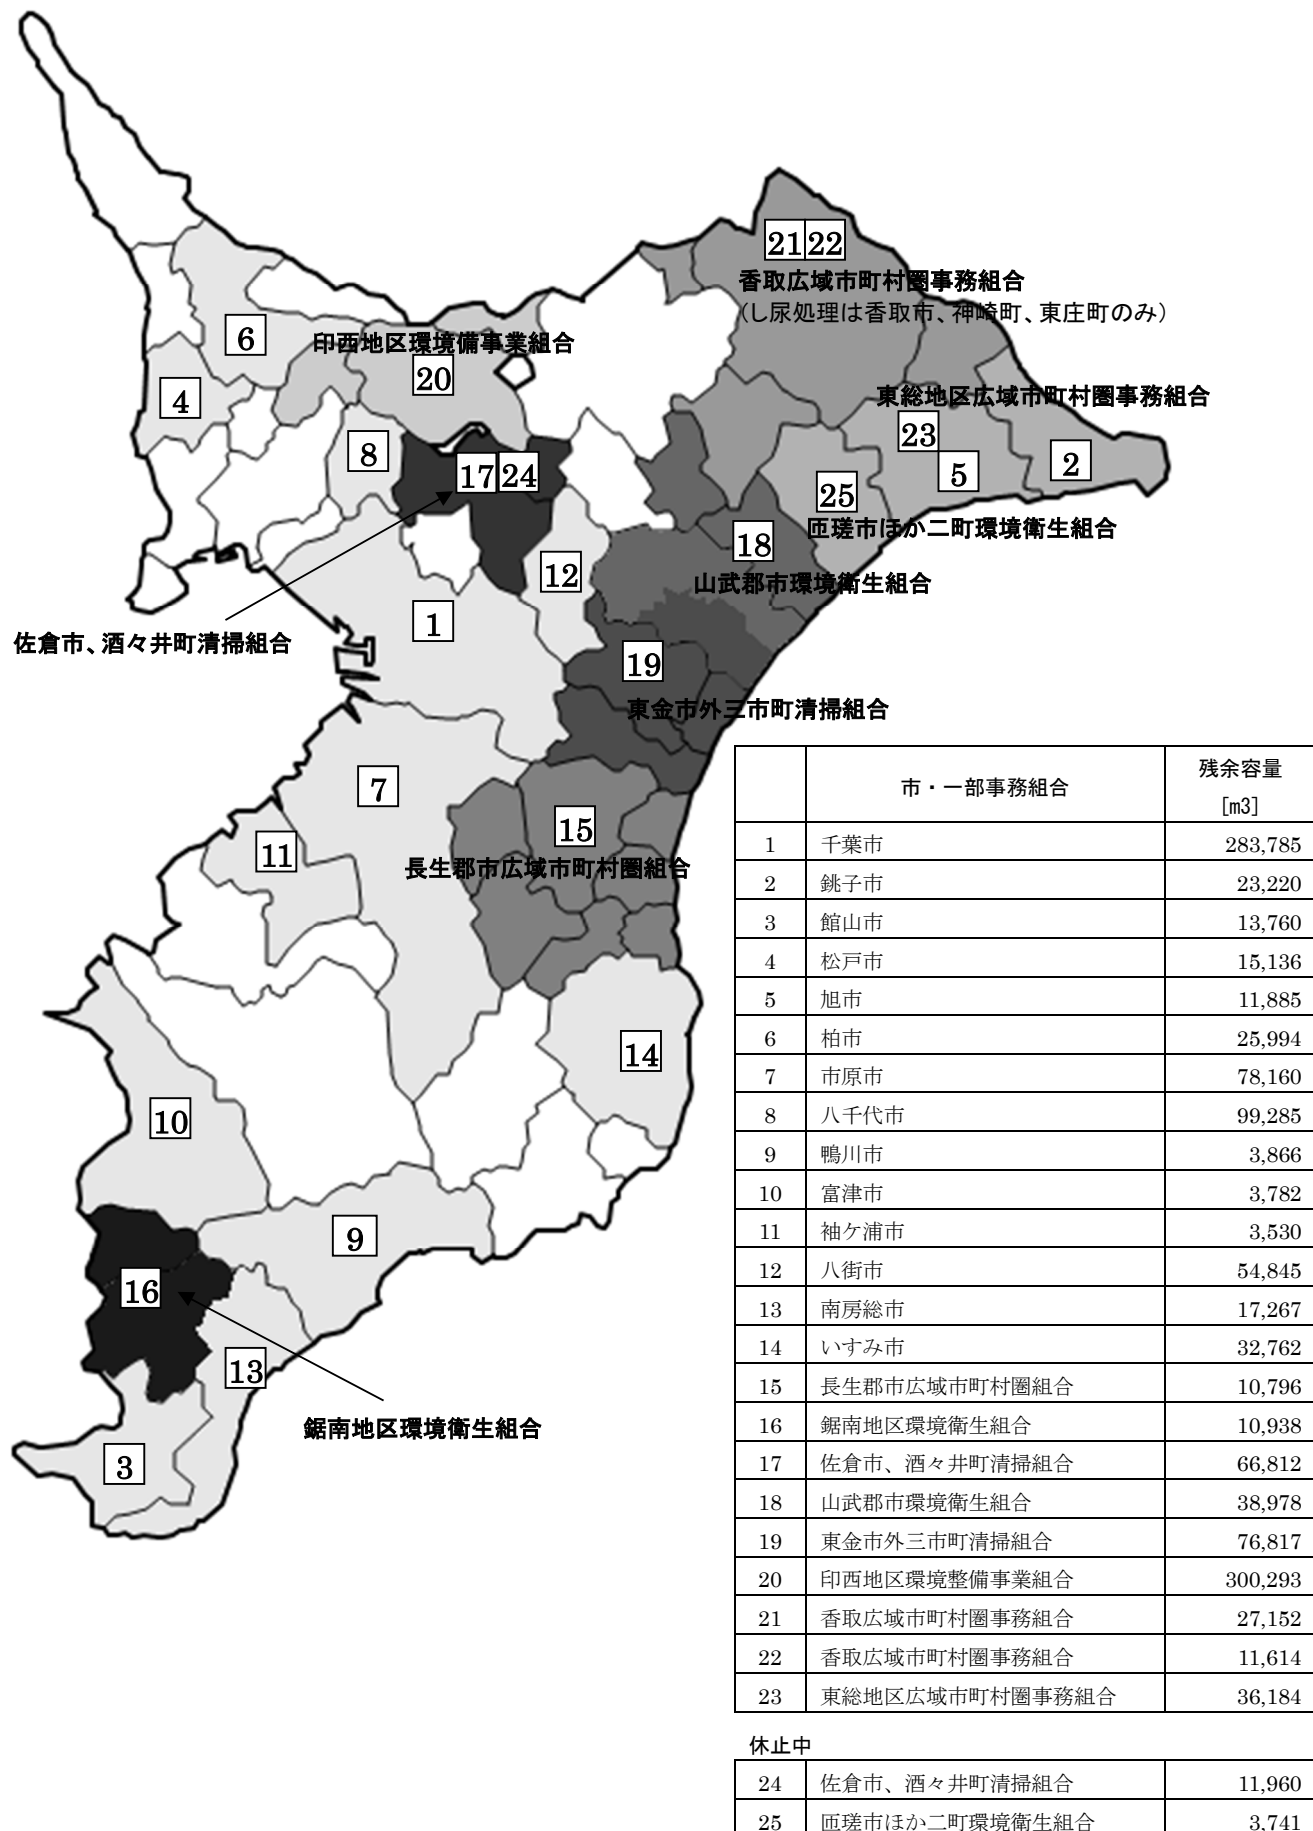 21 22
香取広域市町村圏事務組合
(し尿処理は香取市、神崎町、東庄町のみ)
6
印西地区環境備事業組合
20
4
東総地区広域市町村圏事務組合
23
8
17 24
5
2
25
匝瑳市ほか二町環境衛生組合
18
12
山武郡市環境衛生組合
1
佐倉市、酒々井町清掃組合
19
東金市外三市町清掃組合
7
15
11
長生郡市広域市町村圏組合
14
10
9
16
13
鋸南地区環境衛生組合
3
市・一部事務組合 残余容量
[m3]
1 千葉市 283,785
2 銚子市 23,220
3 館山市 13,760
4 松戸市 15,136
5 旭市 11,885
6 柏市 25,994
7 市原市 78,160
8 八千代市 99,285
9 鴨川市 3,866
10 富津市 3,782
11 袖ケ浦市 3,530
12 八街市 54,845
13 南房総市 17,267
14 いすみ市 32,762
15 長生郡市広域市町村圏組合 10,796
16 鋸南地区環境衛生組合 10,938
17 佐倉市、酒々井町清掃組合 66,812
18 山武郡市環境衛生組合 38,978
19 東金市外三市町清掃組合 76,817
20 印西地区環境整備事業組合 300,293
21 香取広域市町村圏事務組合 27,152
22 香取広域市町村圏事務組合 11,614
23 東総地区広域市町村圏事務組合 36,184
休止中
24 佐倉市、酒々井町清掃組合 11,960
25 匝瑳市ほか二町環境衛生組合 3,741